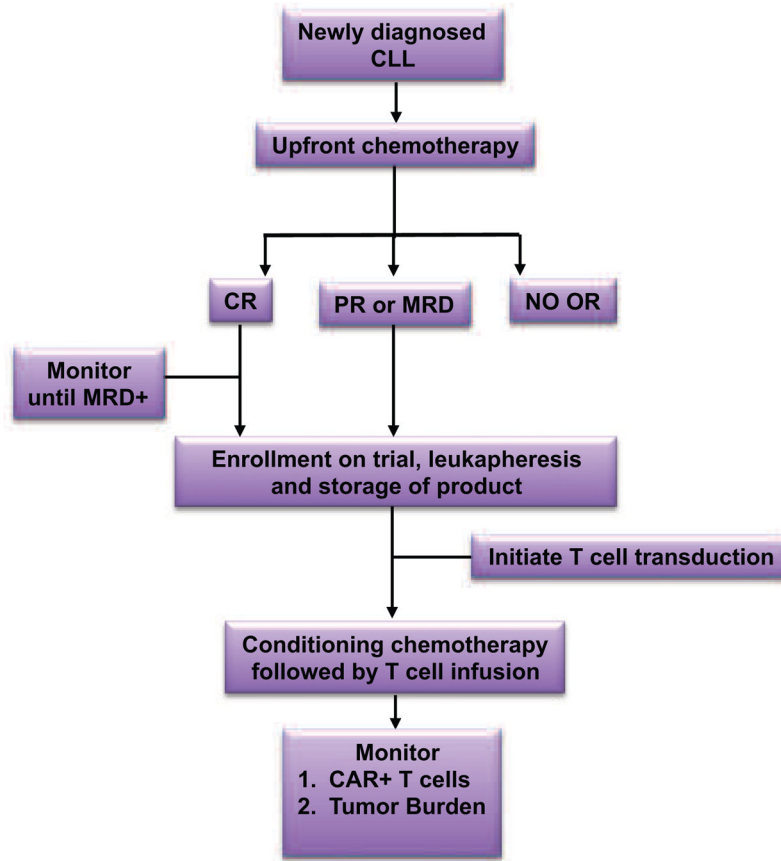 Newly diagnosed
CLL
Upfront chemotherapy
CR
PR or MRD
NO OR
Monitor
until MRD+
Enrollment on trial, leukapheresis
and storage of product
Initiate T cell transduction
Conditioning chemotherapy
followed by T cell infusion
Monitor
1. CAR+ T cells
2. Tumor Burden